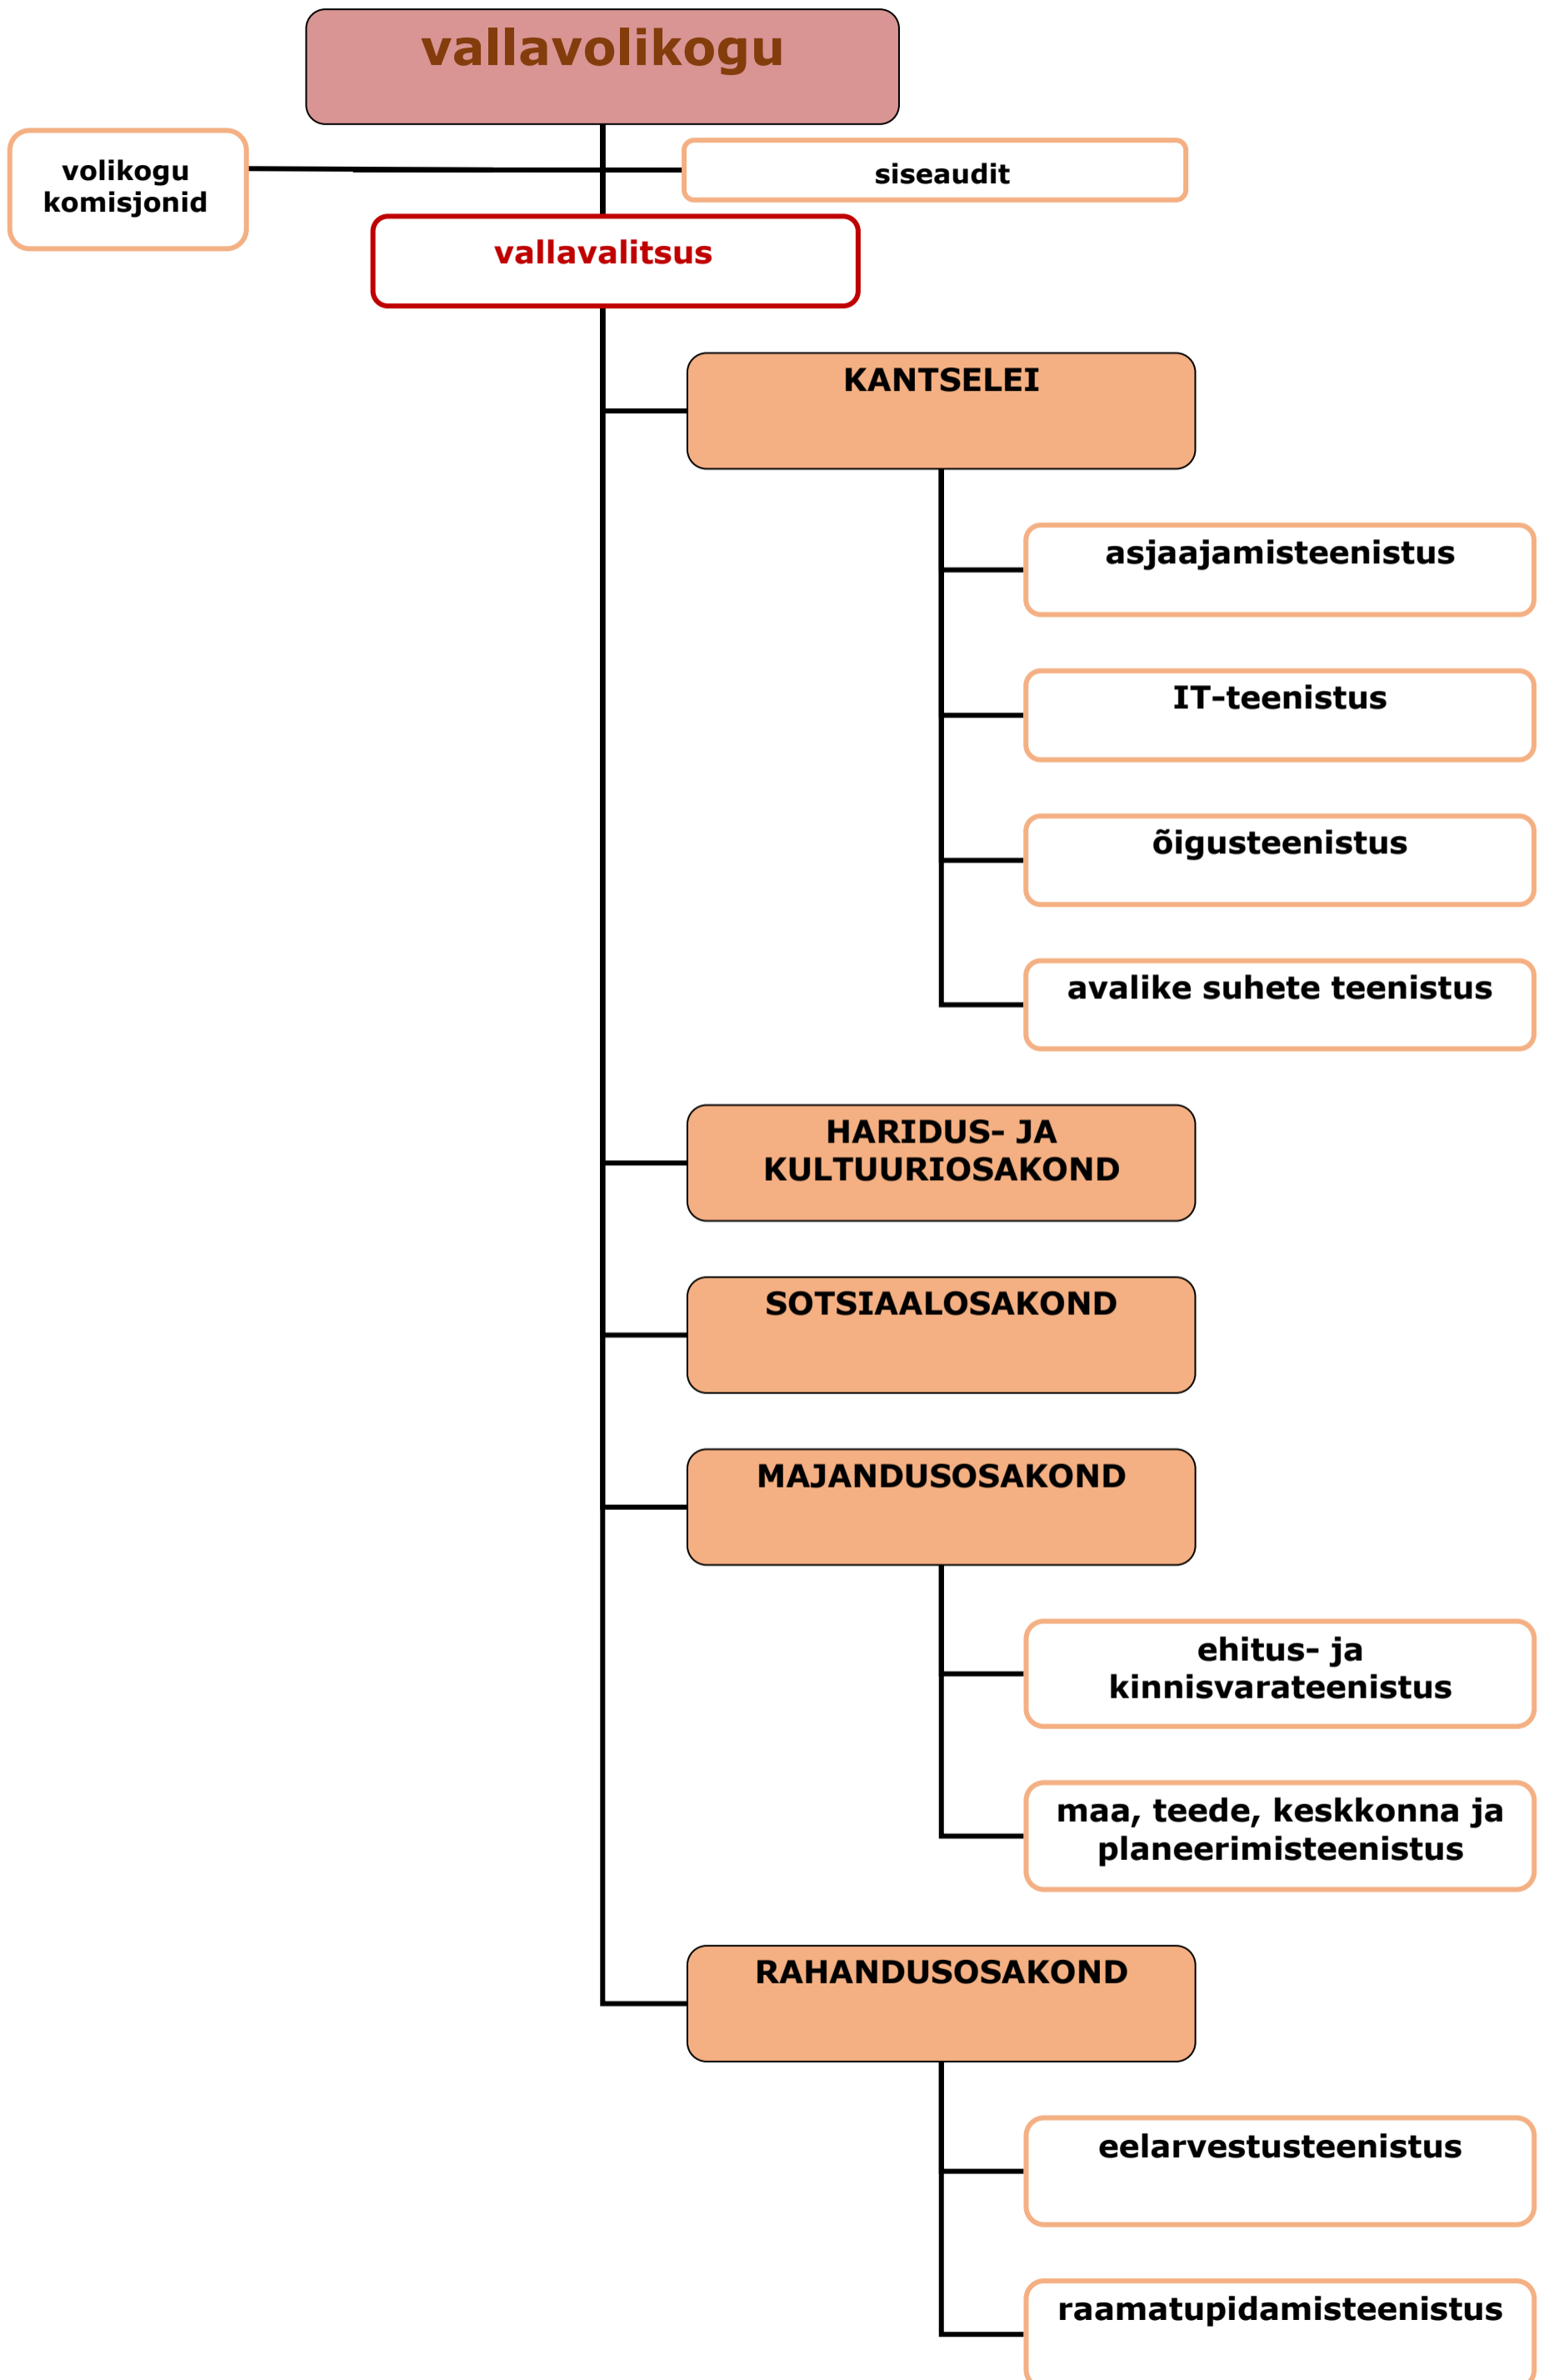 vallavolikogu
volikogu
komisjonid
siseaudit
vallavalitsus
KANTSELEI
asjaajamisteenistus
IT-teenistus
õigusteenistus
avalike suhete teenistus
HARIDUS- JA
KULTUURIOSAKOND
SOTSIAALOSAKOND
MAJANDUSOSAKOND
ehitus- ja
kinnisvarateenistus
maa, teede, keskkonna ja
planeerimisteenistus
RAHANDUSOSAKOND
eelarvestusteenistus
raamatupidamisteenistus